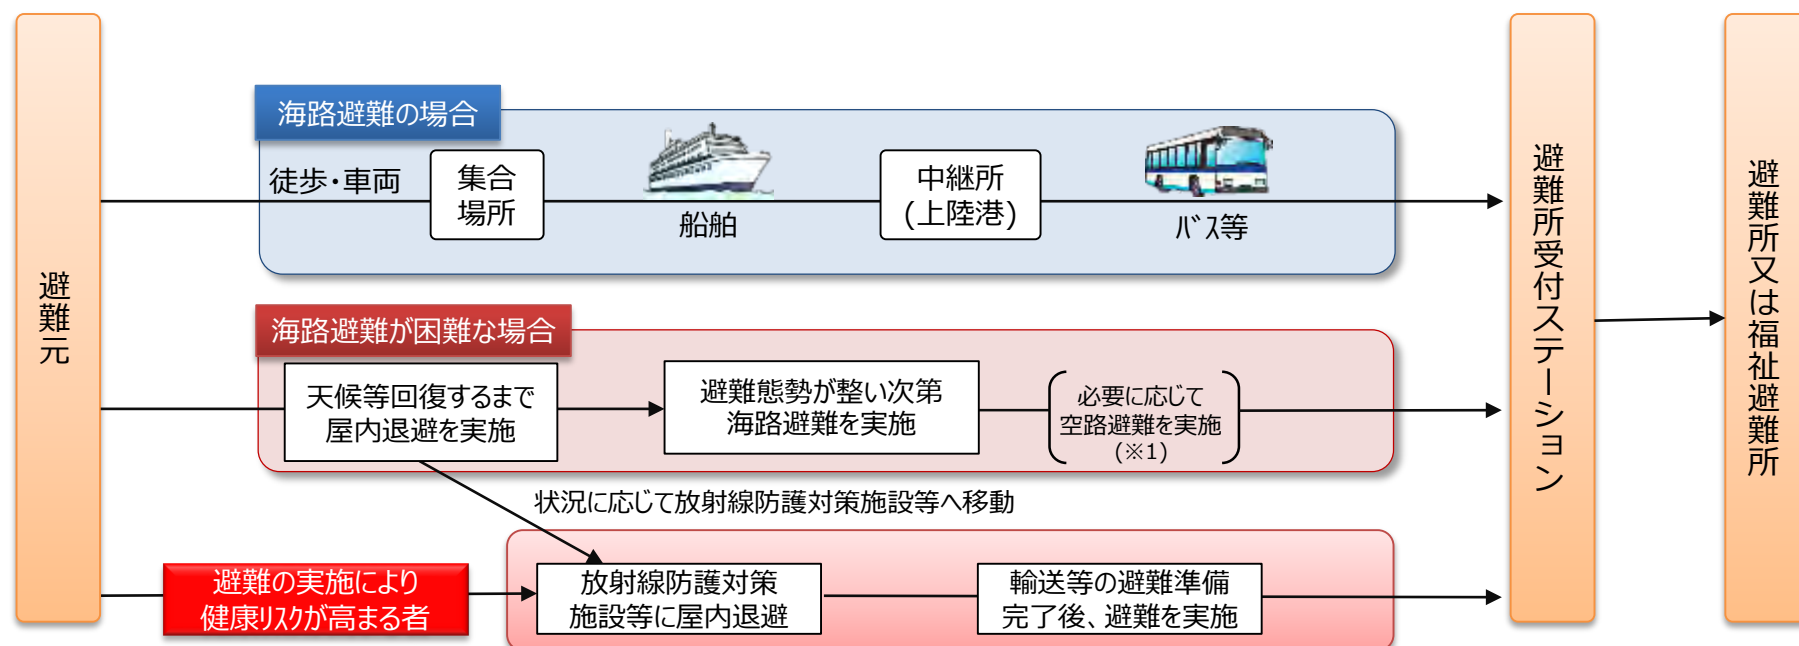 避難元
海路避難の場合
徒歩・車両
集合
場所
船舶
中継所
(上陸港)
バス等
海路避難が困難な場合
天候等回復するまで
屋内退避を実施
避難態勢が整い次第
海路避難を実施
必要に応じて
空路避難を実施
(※1)
状況に応じて放射線防護対策施設等へ移動
避難の実施により
健康リスクが高まる者
放射線防護対策
施設等に屋内退避
輸送等の避難準備
完了後、避難を実施
避難所受付ステーション
避難所又は福祉避難所